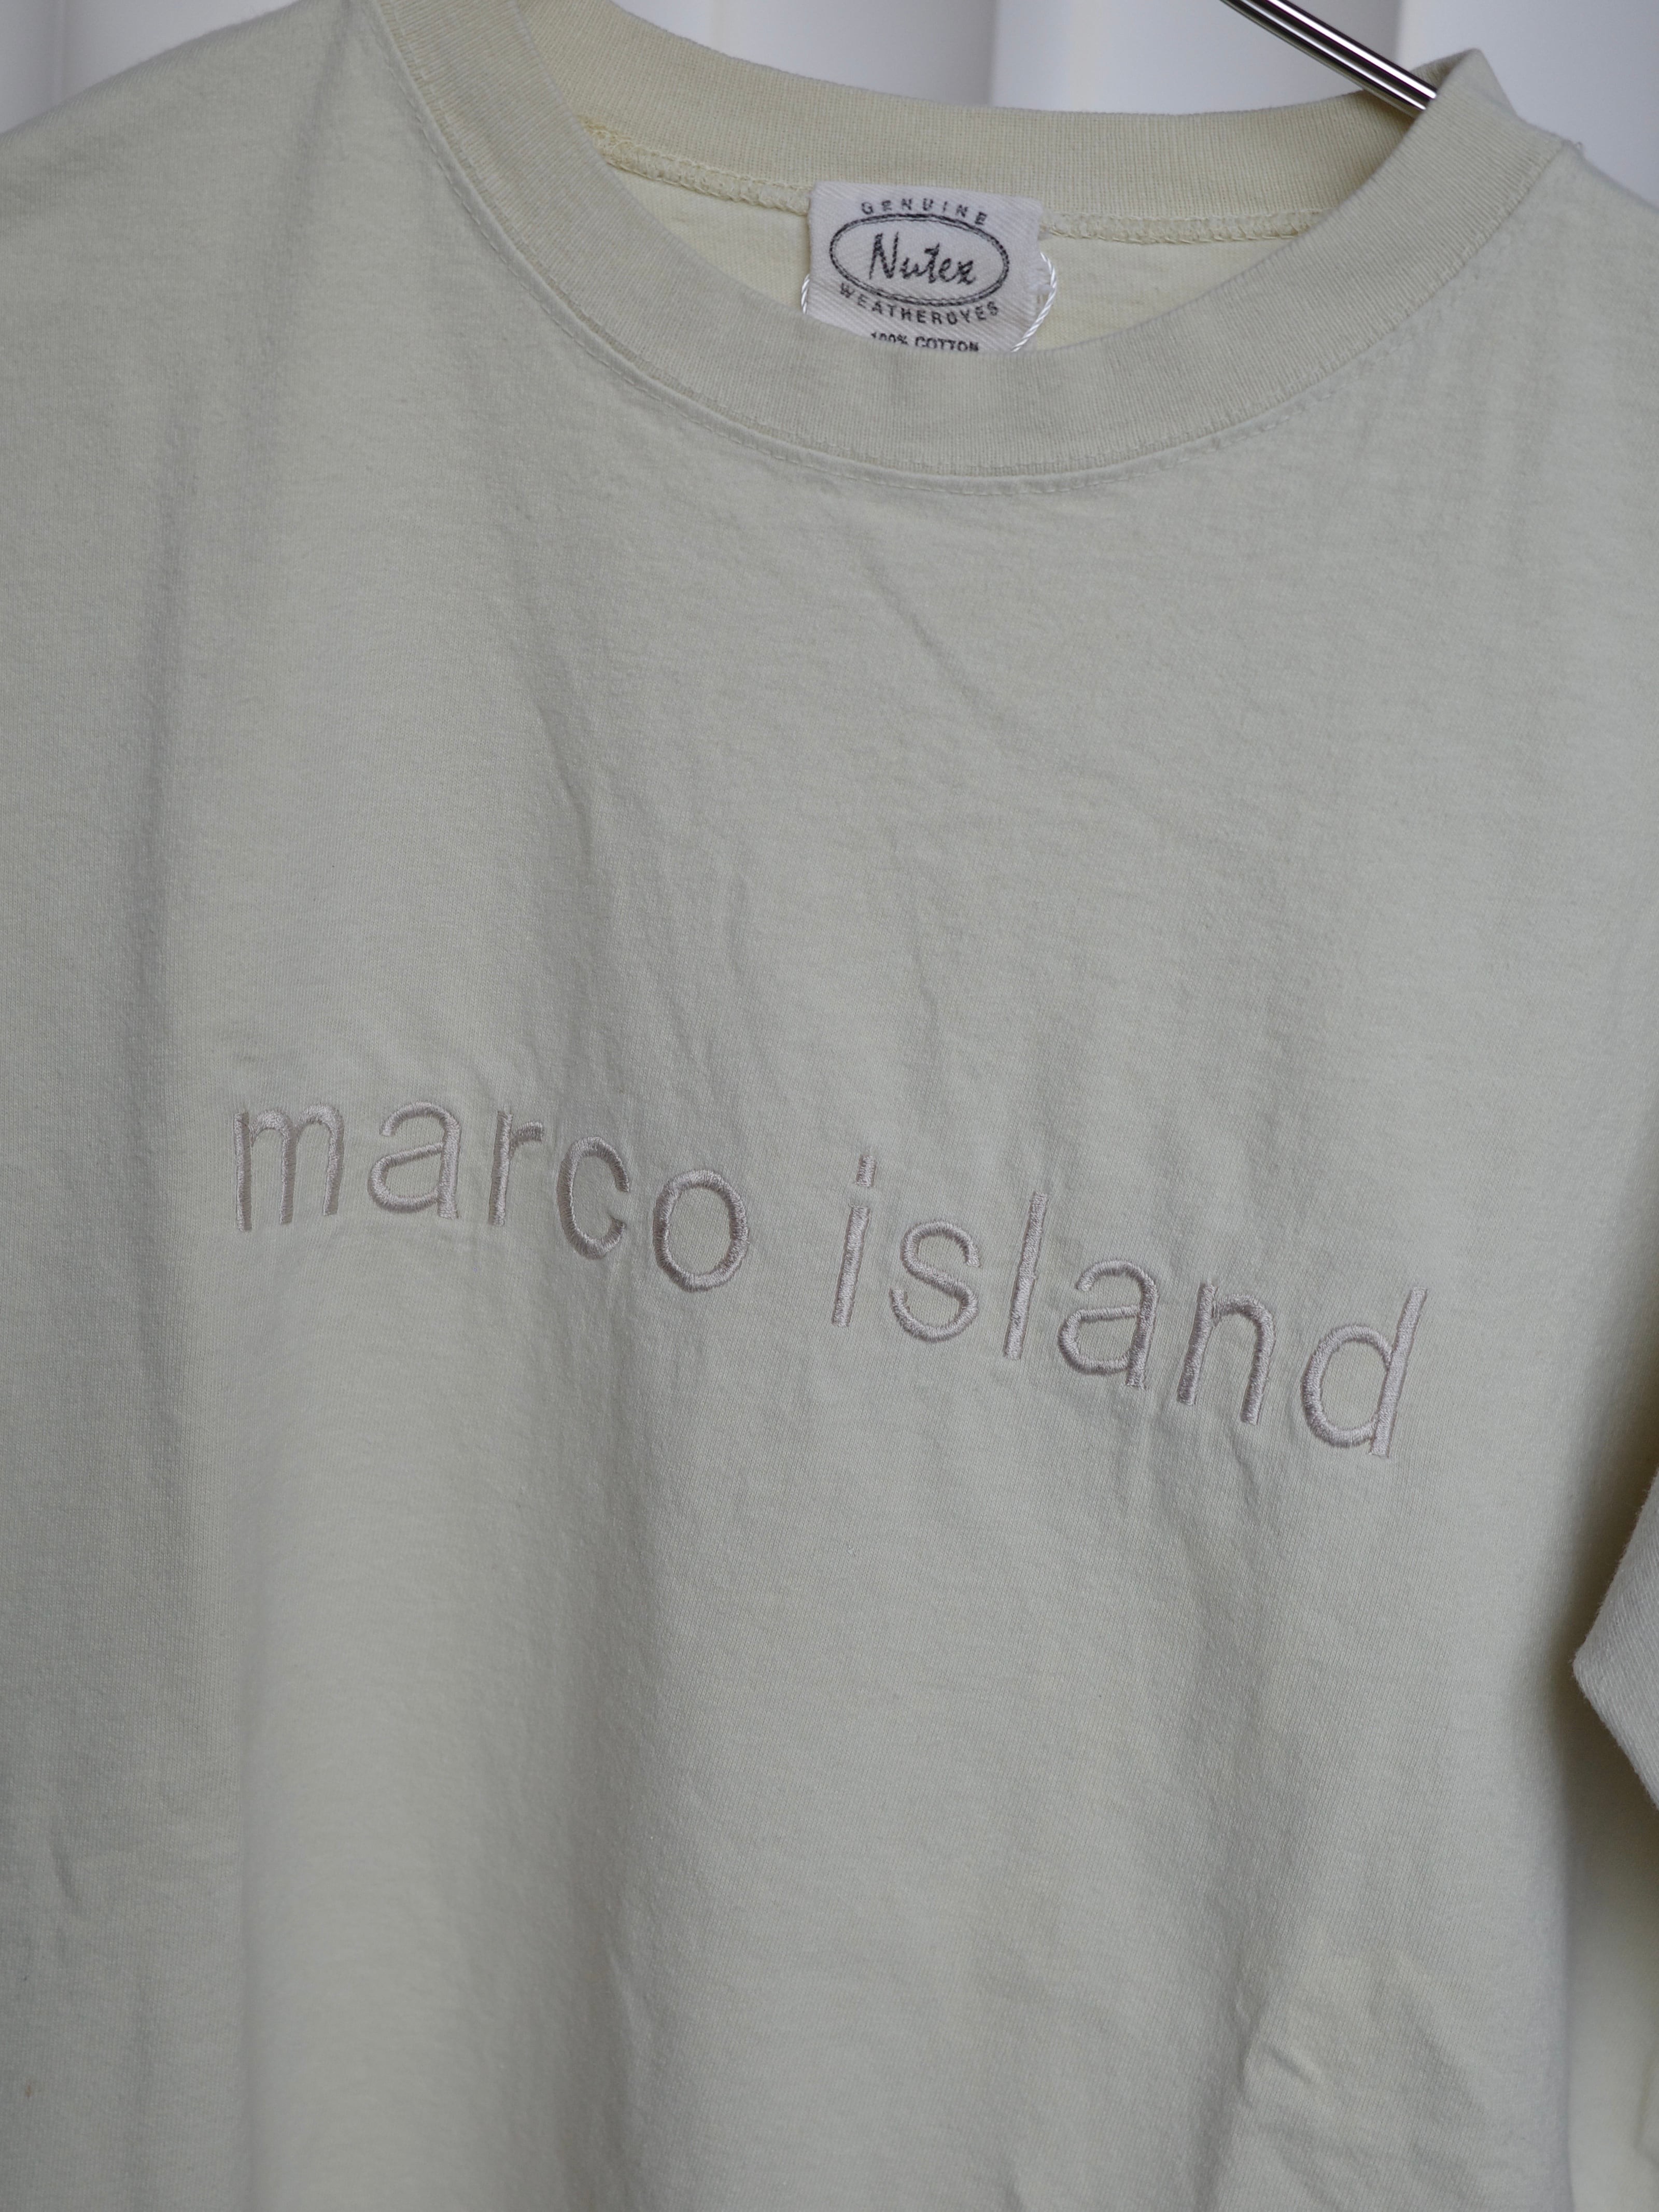 GENUINE
Nutex
WEATHERDYES
100% COTTON
marco island